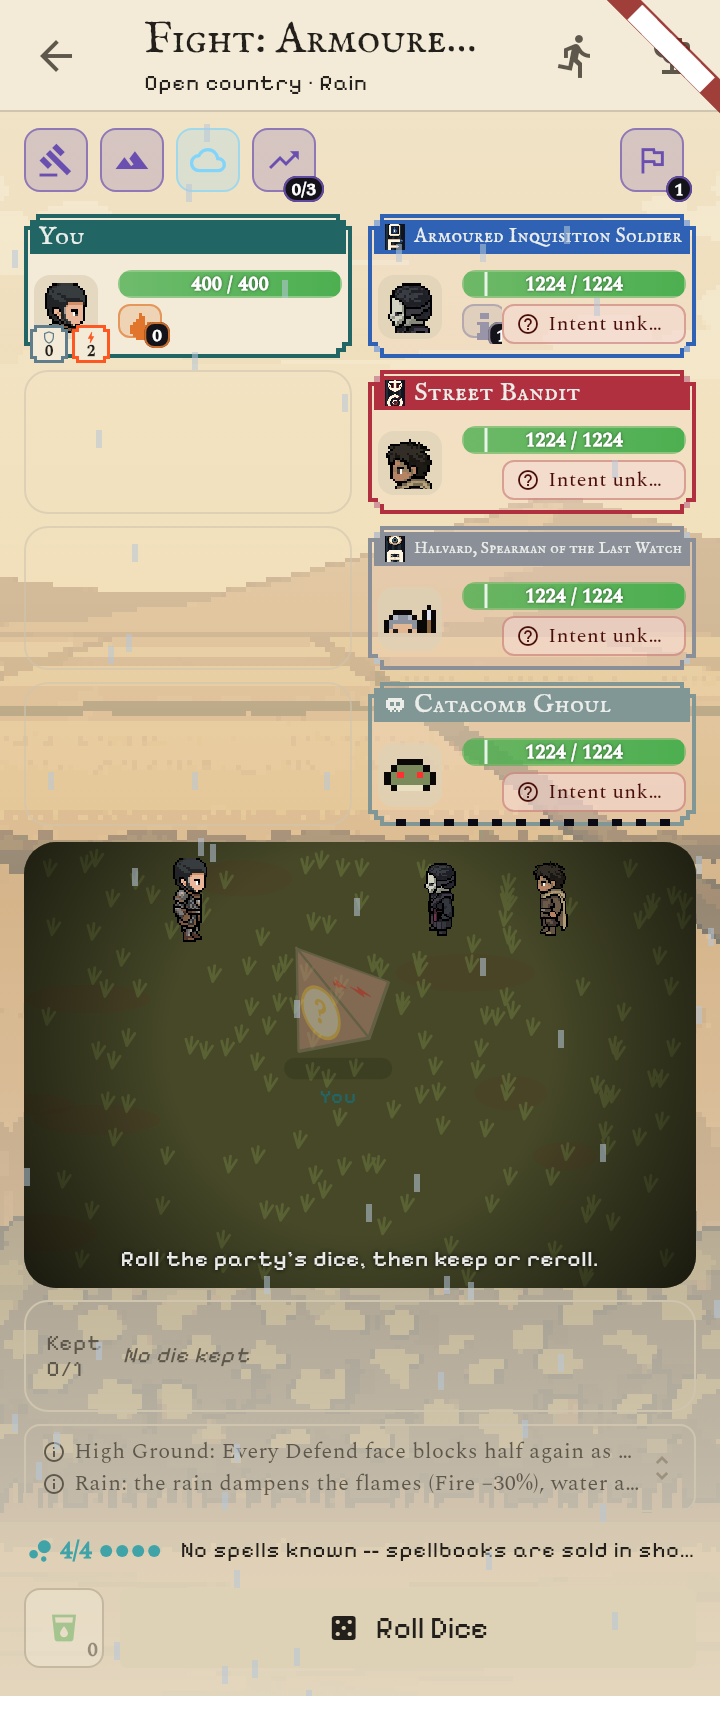 Fight: Armoure...
Open country · Rain
0/3
1
You
400 / 400
0
0
2
Armoured Inquisition Soldier
1224 / 1224
1
Intent unk...
Street Bandit
1224 / 1224
Intent unk...
Halvard, Spearman of the Last Watch
1224 / 1224
Intent unk...
Catacomb Ghoul
1224 / 1224
Intent unk...
?
You
Roll the party's dice, then keep or reroll.
Kept
0/1
No die kept
High Ground: Every Defend face blocks half again as ...
Rain: the rain dampens the flames (Fire −30%), water a...
4/4
No spells known -- spellbooks are sold in sho...
0
Roll Dice